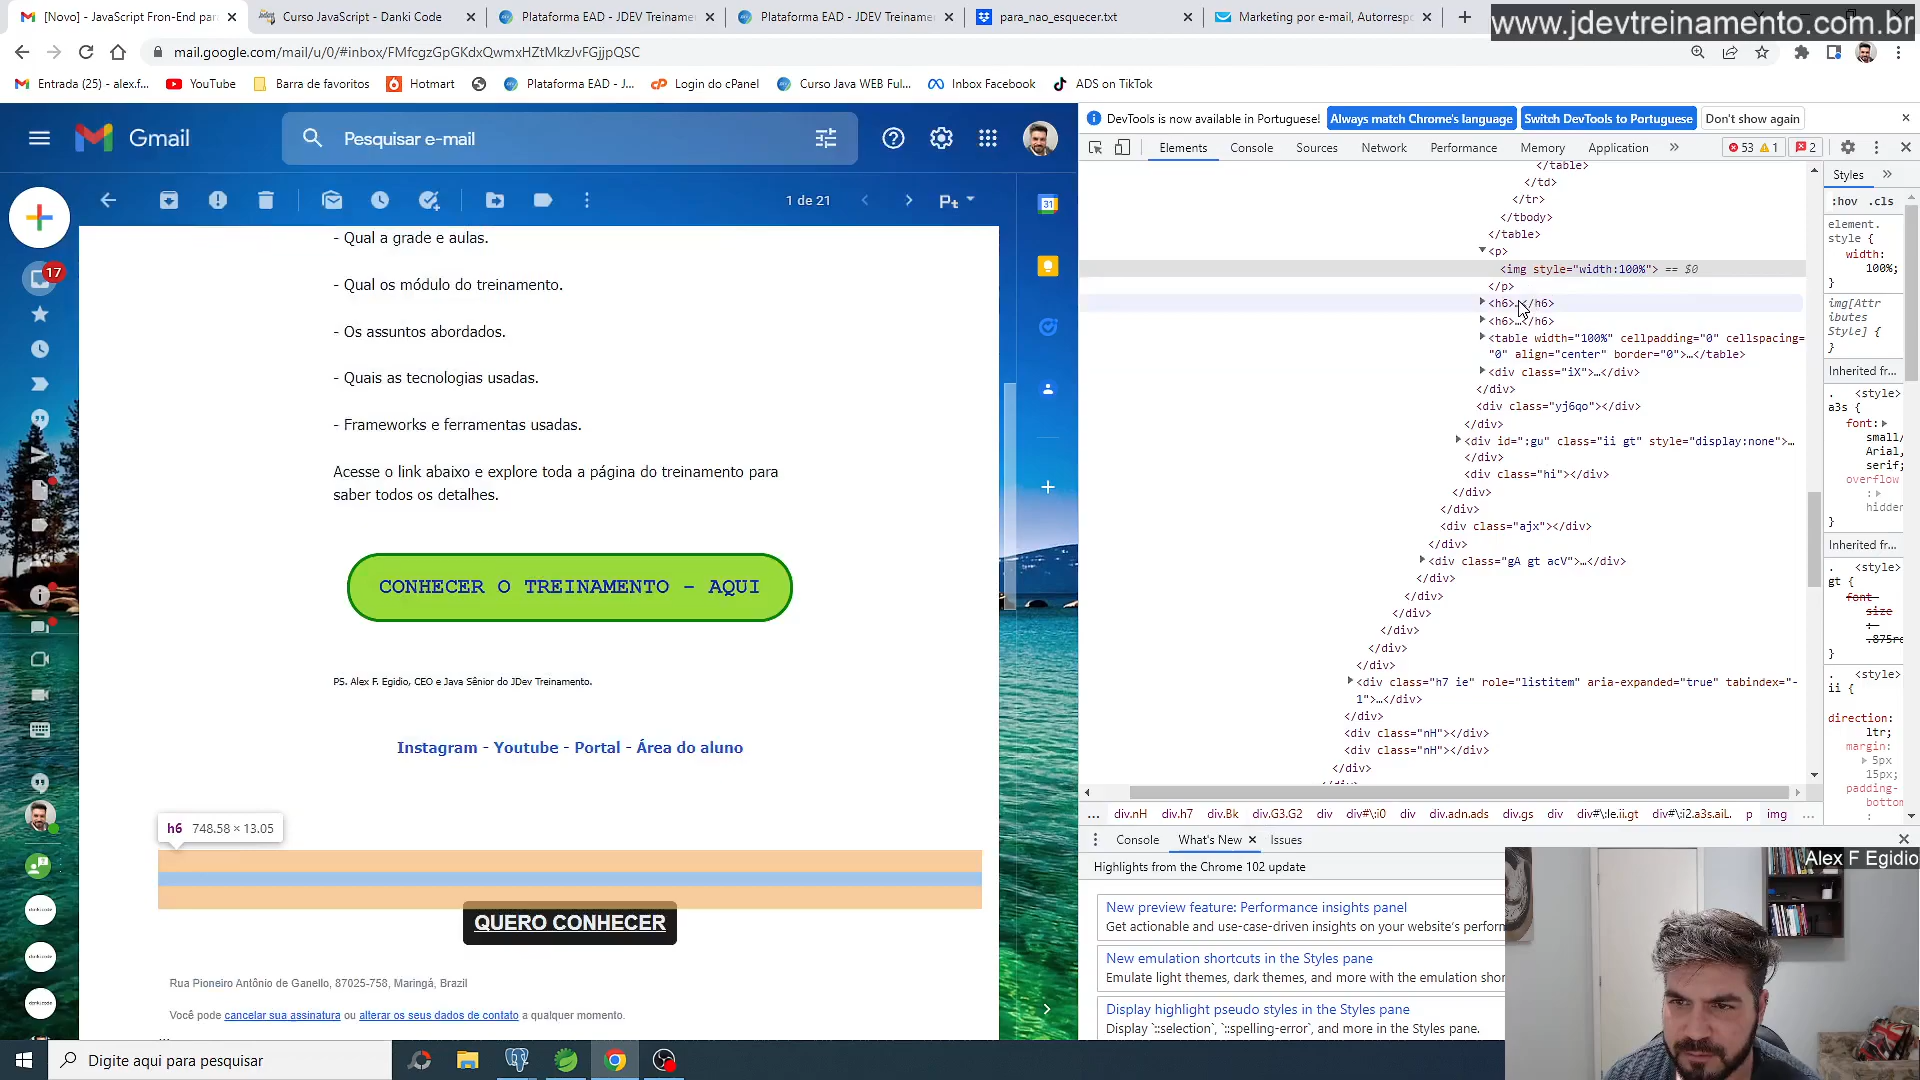 [Novo] - JavaScript Fron-End par
Curso JavaScript - Danki Code
Plataforma EAD - JDEV Treiname
Plataforma EAD - JDEV Treiname
para_nao_esquecer.txt
Marketing por e-mail, Autorresp
www.jdevtreinamento.com.br
mail.google.com/mail/u/0/#inbox/FMfcgzGpGKdxQwmxHZtMkzJvFGjjpQSC
Entrada (25) - alex.f...
YouTube
Barra de favoritos
Hotmart
Plataforma EAD - J...
Login do cPanel
Curso Java WEB Ful...
Inbox Facebook
ADS on TikTok
Gmail
Pesquisar e-mail
1 de 21
Pt
17
31
- Qual a grade e aulas.
- Qual os módulo do treinamento.
- Os assuntos abordados.
- Quais as tecnologias usadas.
- Frameworks e ferramentas usadas.
Acesse o link abaixo e explore toda a página do treinamento para
saber todos os detalhes.
CONHECER O TREINAMENTO - AQUI
PS. Alex F. Egidio, CEO e Java Sênior do JDev Treinamento.
Instagram - Youtube - Portal - Área do aluno
h6 748.58 × 13.05
QUERO CONHECER
Rua Pioneiro Antônio de Ganello, 87025-758, Maringá, Brazil
Você pode cancelar sua assinatura ou alterar os seus dados de contato a qualquer momento.
DevTools is now available in Portuguese!
Always match Chrome's language
Switch DevTools to Portuguese
Don't show again
Elements
Console
Sources
Network
Performance
Memory
Application
53
1
2
</table>
</td>
</tr>
</tbody>
</table>
<p>
<img style="width:100%"> == $0
</p>
<h6>…</h6>
<h6>…</h6>
<table width="100%" cellpadding="0" cellspacing=
"0" align="center" border="0">…</table>
<div class="iX">…</div>
</div>
<div class="yj6qo"></div>
</div>
<div id=":gu" class="ii gt" style="display:none">…
</div>
<div class="hi"></div>
</div>
</div>
<div class="ajx"></div>
</div>
<div class="gA gt acV">…</div>
</div>
</div>
</div>
</div>
</div>
</div>
<div class="h7 ie" role="listitem" aria-expanded="true" tabindex="-
1">…</div>
</div>
<div class="nH"></div>
<div class="nH"></div>
</div>
Styles
:hov .cls
element.
style {
width:
100%;
}
img[Attr
ibutes
Style] {
}
Inherited fr...
. <style>
a3s {
font:
small/
Arial,
serif;
overflow
:
hidden
}
Inherited fr...
. <style>
gt {
font-
size
:
.875re
}
. <style>
ii {
direction:
ltr;
margin:
5px
15px;
padding-
bottom
:
... div.nH div.h7 div.Bk div.G3.G2 div div#\:i0 div div.adn.ads div.gs div div#\:le.ii.gt div#\:i2.a3s.aiL. p img ...
Console
What's New
Issues
Highlights from the Chrome 102 update
New preview feature: Performance insights panel
Get actionable and use-case-driven insights on your website's perform
New emulation shortcuts in the Styles pane
Emulate light themes, dark themes, and more with the emulation shor
Display highlight pseudo styles in the Styles pane
Display `::selection`, `::spelling-error`, and more in the Styles pane.
Alex F Egidio
Digite aqui para pesquisar